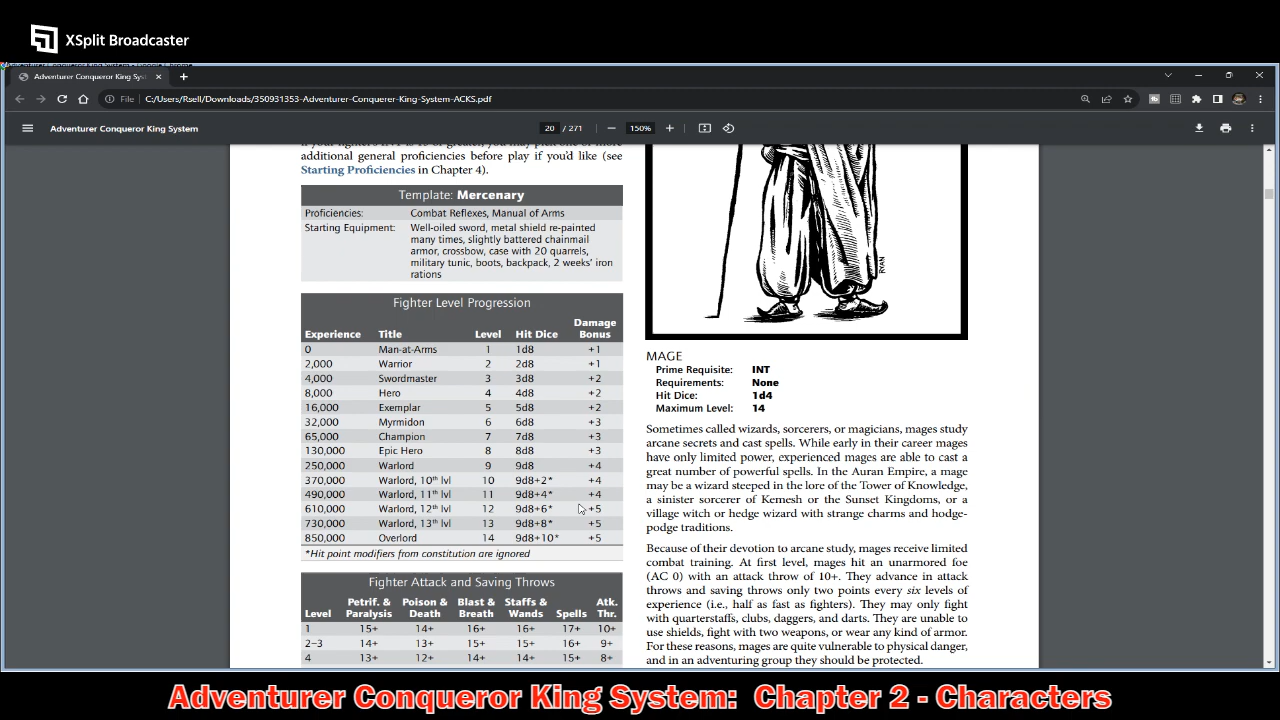 XSplit Broadcaster
Adventurer Conqueror King Sys
File
C:/Users/Rsell/Downloads/350931353-Adventurer-Conquerer-King-System-ACKS.pdf
Adventurer Conqueror King System
20 / 271
150%
additional general proficiencies before play if you'd like (see
Starting Proficiencies in Chapter 4).
Template: Mercenary
Proficiencies: Combat Reflexes, Manual of Arms
Starting Equipment: Well-oiled sword, metal shield re-painted
many times, slightly battered chainmail
armor, crossbow, case with 20 quarrels,
military tunic, boots, backpack, 2 weeks' iron
rations
Fighter Level Progression
Experience Title Level Hit Dice Damage Bonus
0 Man-at-Arms 1 1d8 +1
2,000 Warrior 2 2d8 +1
4,000 Swordmaster 3 3d8 +2
8,000 Hero 4 4d8 +2
16,000 Exemplar 5 5d8 +2
32,000 Myrmidon 6 6d8 +3
65,000 Champion 7 7d8 +3
130,000 Epic Hero 8 8d8 +3
250,000 Warlord 9 9d8 +4
370,000 Warlord, 10th lvl 10 9d8+2* +4
490,000 Warlord, 11th lvl 11 9d8+4* +4
610,000 Warlord, 12th lvl 12 9d8+6* +5
730,000 Warlord, 13th lvl 13 9d8+8* +5
850,000 Overlord 14 9d8+10* +5
*Hit point modifiers from constitution are ignored
Fighter Attack and Saving Throws
Level Petrif. & Paralysis Poison & Death Blast & Breath Staffs & Wands Spells Atk. Thr.
1 15+ 14+ 16+ 16+ 17+ 10+
2–3 14+ 13+ 15+ 15+ 16+ 9+
4 13+ 12+ 14+ 14+ 15+ 8+
RYAN
MAGE
Prime Requisite: INT
Requirements: None
Hit Dice: 1d4
Maximum Level: 14
Sometimes called wizards, sorcerers, or magicians, mages study
arcane secrets and cast spells. While early in their career mages
have only limited power, experienced mages are able to cast a
great number of powerful spells. In the Auran Empire, a mage
may be a wizard steeped in the lore of the Tower of Knowledge,
a sinister sorcerer of Kemesh or the Sunset Kingdoms, or a
village witch or hedge wizard with strange charms and hodge-
podge traditions.
Because of their devotion to arcane study, mages receive limited
combat training. At first level, mages hit an unarmored foe
(AC 0) with an attack throw of 10+. They advance in attack
throws and saving throws only two points every six levels of
experience (i.e., half as fast as fighters). They may only fight
with quarterstaffs, clubs, daggers, and darts. They are unable to
use shields, fight with two weapons, or wear any kind of armor.
For these reasons, mages are quite vulnerable to physical danger,
and in an adventuring group they should be protected.
Adventurer Conqueror King System: Chapter 2 - Characters